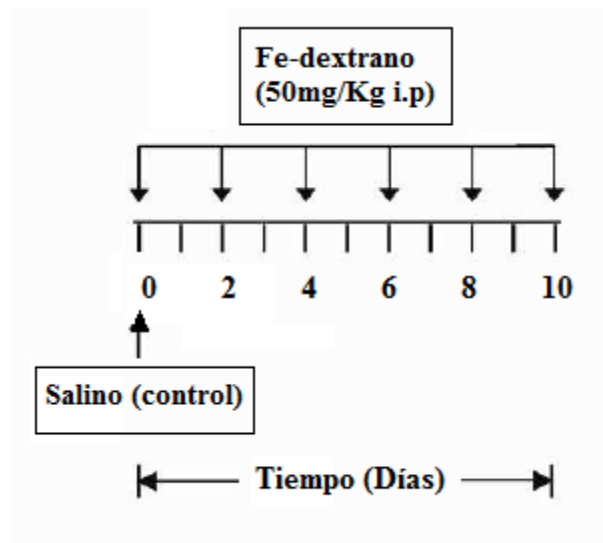 Fe-dextrano
(50mg/Kg i.p)
0 2 4 6 8 10
Salino (control)
Tiempo (Días)